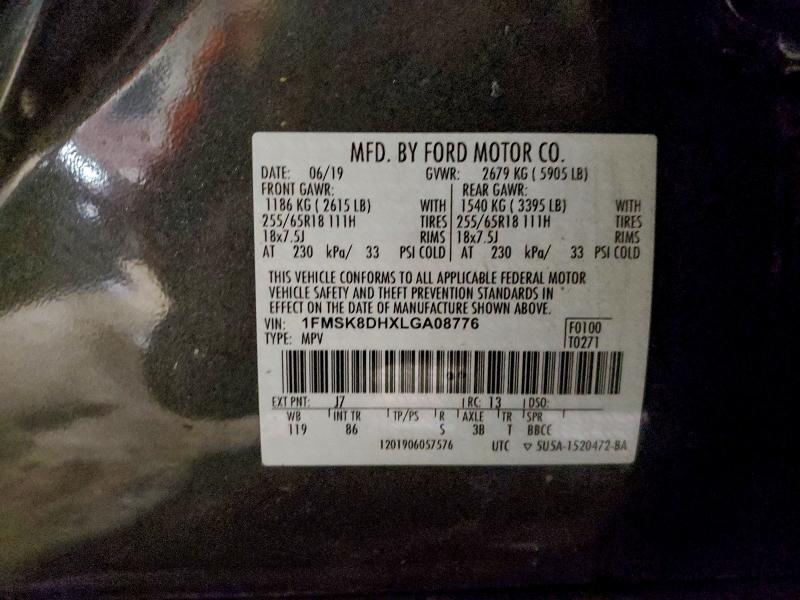 MFD. BY FORD MOTOR CO.
DATE: 06/19 GVWR: 2679 KG ( 5905 LB)
FRONT GAWR: REAR GAWR:
1186 KG ( 2615 LB) WITH 1540 KG ( 3395 LB) WITH
255/65R18 111H TIRES 255/65R18 111H TIRES
18x7.5J RIMS 18x7.5J RIMS
AT 230 kPa/ 33 PSI COLD AT 230 kPa/ 33 PSI COLD
THIS VEHICLE CONFORMS TO ALL APPLICABLE FEDERAL MOTOR
VEHICLE SAFETY AND THEFT PREVENTION STANDARDS IN
EFFECT ON THE DATE OF MANUFACTURE SHOWN ABOVE.
VIN: 1FMSK8DHXLGA08776 F0100
TYPE: MPV T0271
EXT PNT: J7 RC: 13 DSO:
WB INT TR TP/PS R AXLE TR SPR
119 86 S 3B T BBCE
1201906057576 UTC ▽ 5U5A-1520472-BA